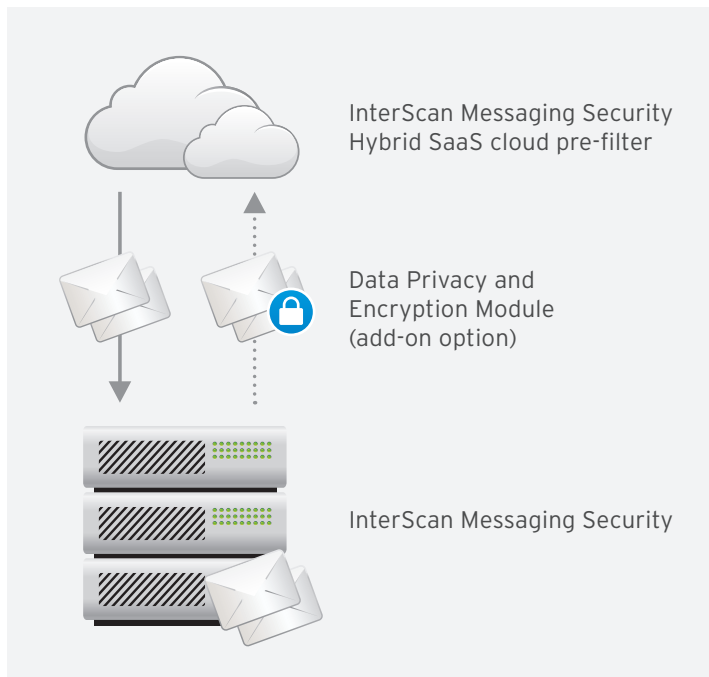 InterScan Messaging Security
Hybrid SaaS cloud pre-filter
Data Privacy and
Encryption Module
(add-on option)
InterScan Messaging Security